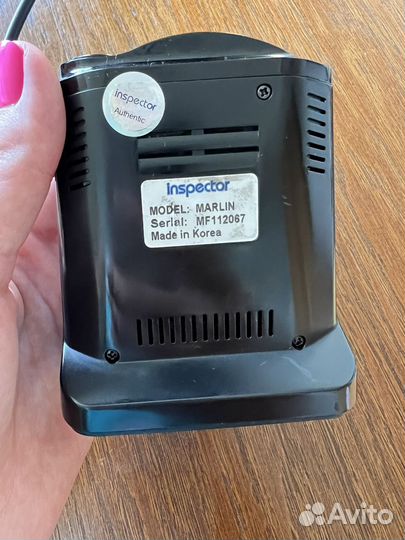 inspector
Authentic
inspector
MODEL: MARLIN
Serial: MF112067
Made in Korea
Avito